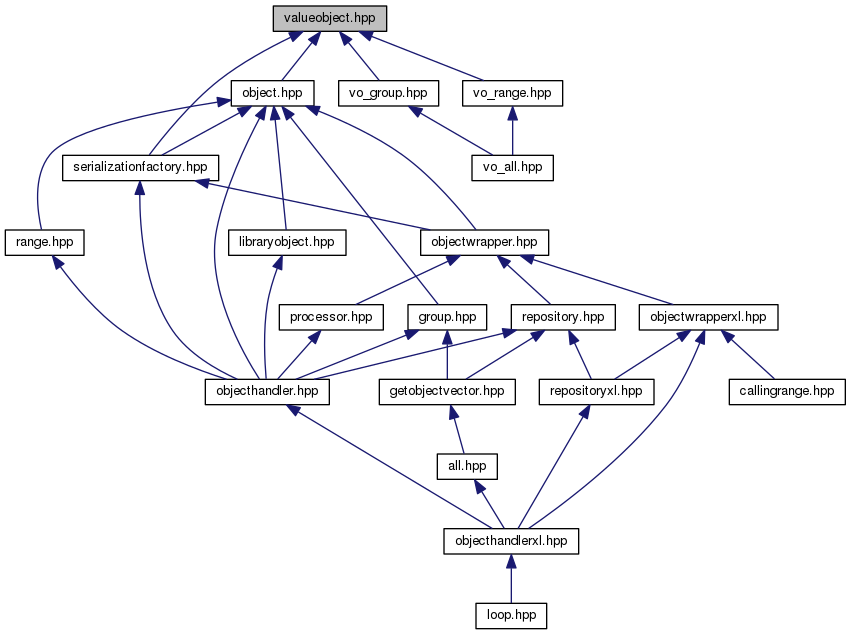 valueobject.hpp
object.hpp
vo_group.hpp
vo_range.hpp
serializationfactory.hpp
vo_all.hpp
range.hpp
libraryobject.hpp
objectwrapper.hpp
processor.hpp
group.hpp
repository.hpp
objectwrapperxl.hpp
objecthandler.hpp
getobjectvector.hpp
repositoryxl.hpp
callingrange.hpp
all.hpp
objecthandlerxl.hpp
loop.hpp